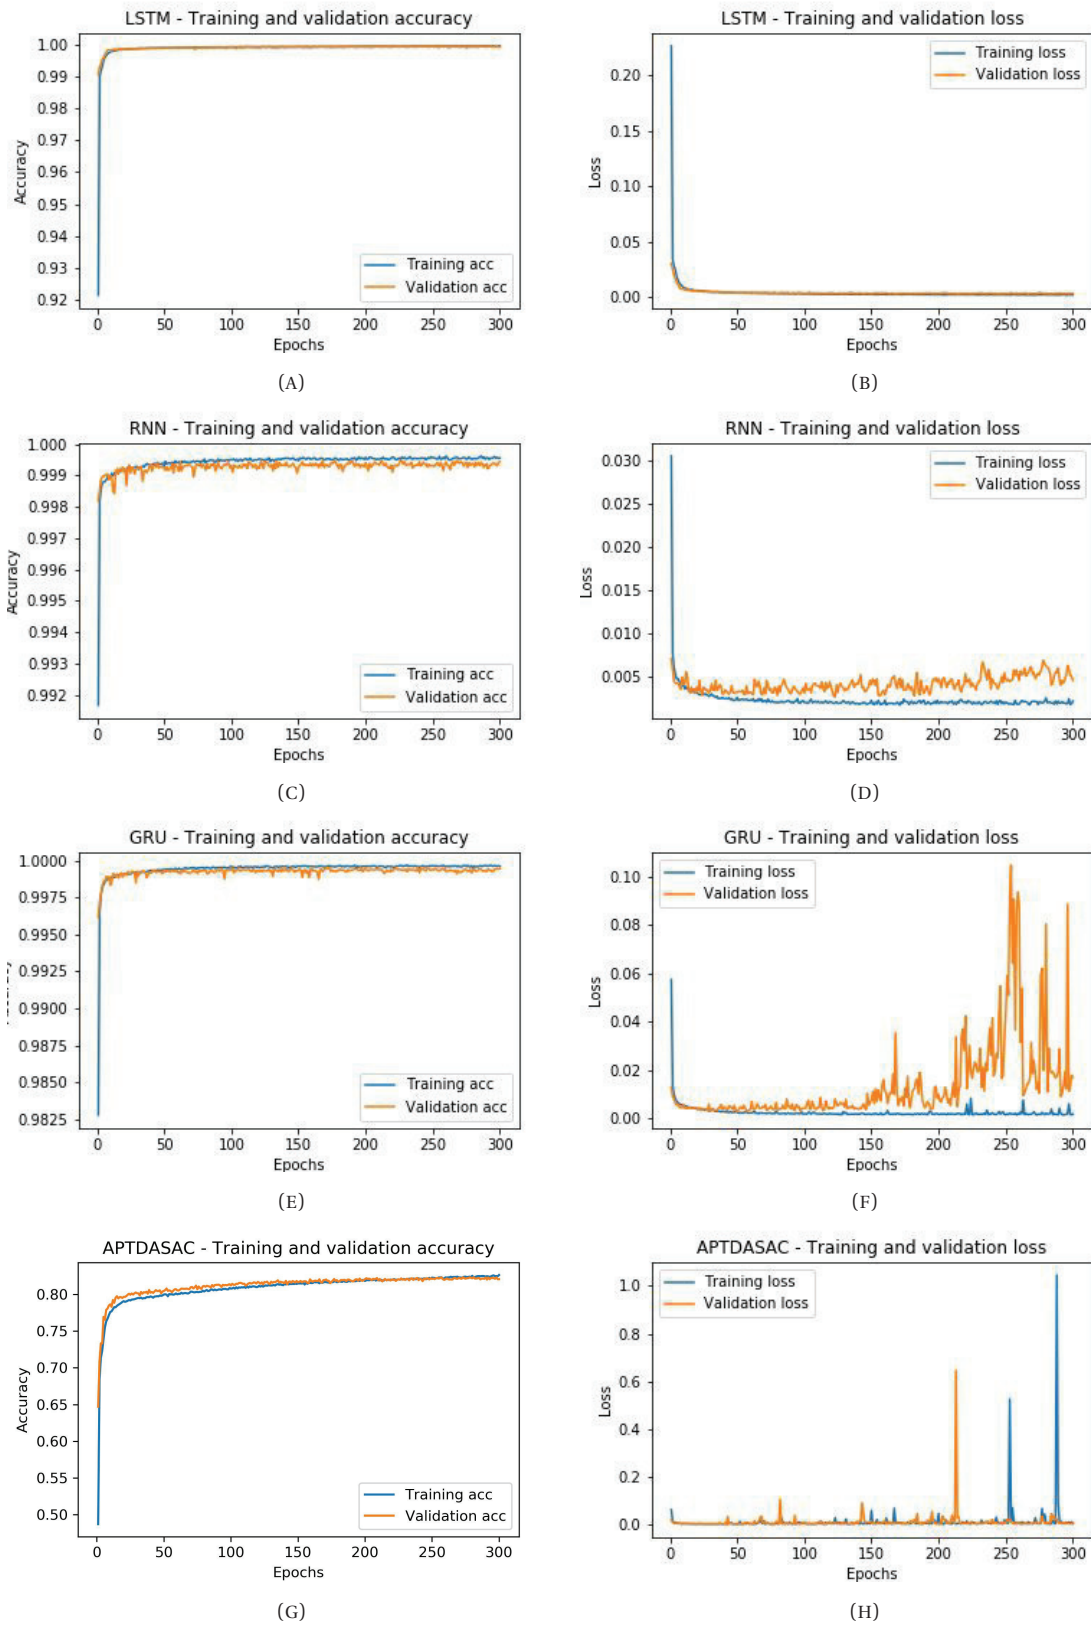 LSTM - Training and validation accuracy
1.00
0.99
0.98
0.97
0.96
0.95
0.94
0.93
0.92
Accuracy
Training acc
Validation acc
0 50 100 150 200 250 300
Epochs
(A)
LSTM - Training and validation loss
0.20
0.15
0.10
0.05
0.00
Loss
Training loss
Validation loss
0 50 100 150 200 250 300
Epochs
(B)
RNN - Training and validation accuracy
1.000
0.999
0.998
0.997
0.996
0.995
0.994
0.993
0.992
Accuracy
Training acc
Validation acc
0 50 100 150 200 250 300
Epochs
(C)
RNN - Training and validation loss
0.030
0.025
0.020
0.015
0.010
0.005
Loss
Training loss
Validation loss
0 50 100 150 200 250 300
Epochs
(D)
GRU - Training and validation accuracy
1.0000
0.9975
0.9950
0.9925
0.9900
0.9875
0.9850
0.9825
Training acc
Validation acc
0 50 100 150 200 250 300
Epochs
(E)
GRU - Training and validation loss
0.10
0.08
0.06
0.04
0.02
0.00
Loss
Training loss
Validation loss
0 50 100 150 200 250 300
Epochs
(F)
APTDASAC - Training and validation accuracy
0.80
0.75
0.70
0.65
0.60
0.55
0.50
Accuracy
Training acc
Validation acc
0 50 100 150 200 250 300
Epochs
(G)
APTDASAC - Training and validation loss
1.0
0.8
0.6
0.4
0.2
0.0
Loss
Training loss
Validation loss
0 50 100 150 200 250 300
Epochs
(H)